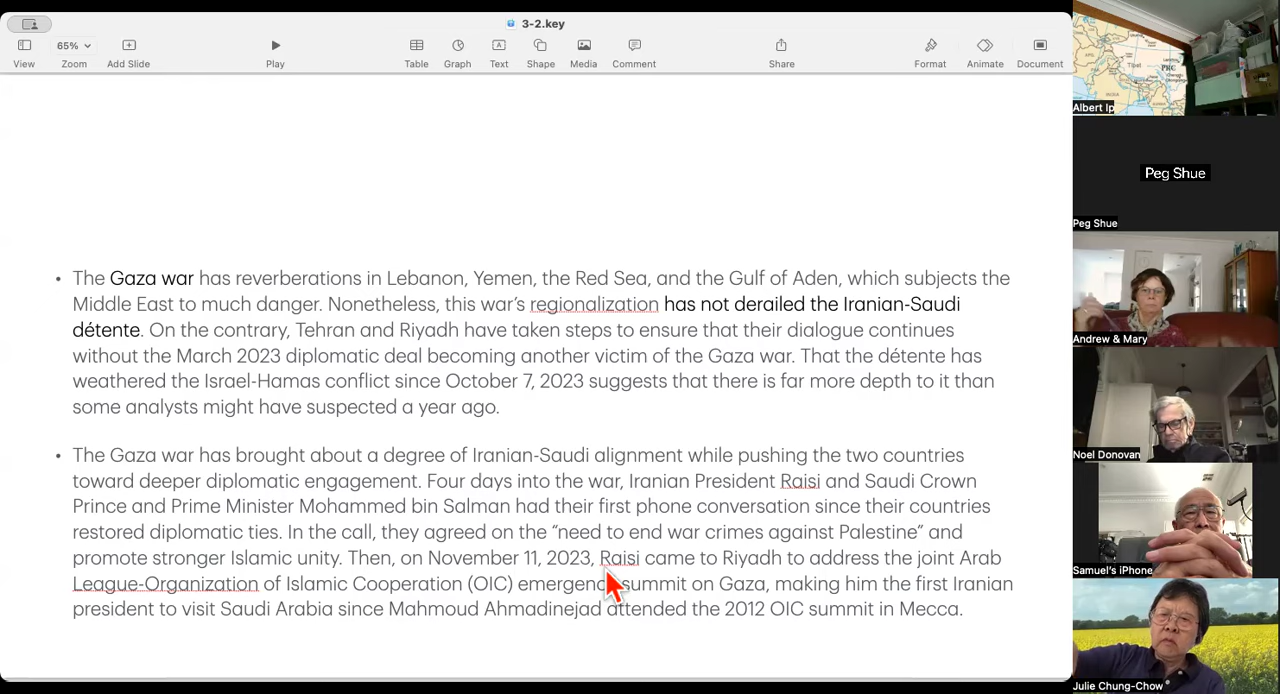 3-2.key
65%
View
Zoom
Add Slide
Play
Table
Graph
Text
Shape
Media
Comment
Share
Format
Animate
Document
• The Gaza war has reverberations in Lebanon, Yemen, the Red Sea, and the Gulf of Aden, which subjects the
Middle East to much danger. Nonetheless, this war's regionalization has not derailed the Iranian-Saudi
détente. On the contrary, Tehran and Riyadh have taken steps to ensure that their dialogue continues
without the March 2023 diplomatic deal becoming another victim of the Gaza war. That the détente has
weathered the Israel-Hamas conflict since October 7, 2023 suggests that there is far more depth to it than
some analysts might have suspected a year ago.
• The Gaza war has brought about a degree of Iranian-Saudi alignment while pushing the two countries
toward deeper diplomatic engagement. Four days into the war, Iranian President Raisi and Saudi Crown
Prince and Prime Minister Mohammed bin Salman had their first phone conversation since their countries
restored diplomatic ties. In the call, they agreed on the “need to end war crimes against Palestine” and
promote stronger Islamic unity. Then, on November 11, 2023, Raisi came to Riyadh to address the joint Arab
League-Organization of Islamic Cooperation (OIC) emergency summit on Gaza, making him the first Iranian
president to visit Saudi Arabia since Mahmoud Ahmadinejad attended the 2012 OIC summit in Mecca.
PRC
Albert Ip
Peg Shue
Peg Shue
Andrew & Mary
Noel Donovan
Samuel's iPhone
Julie Chung-Chow